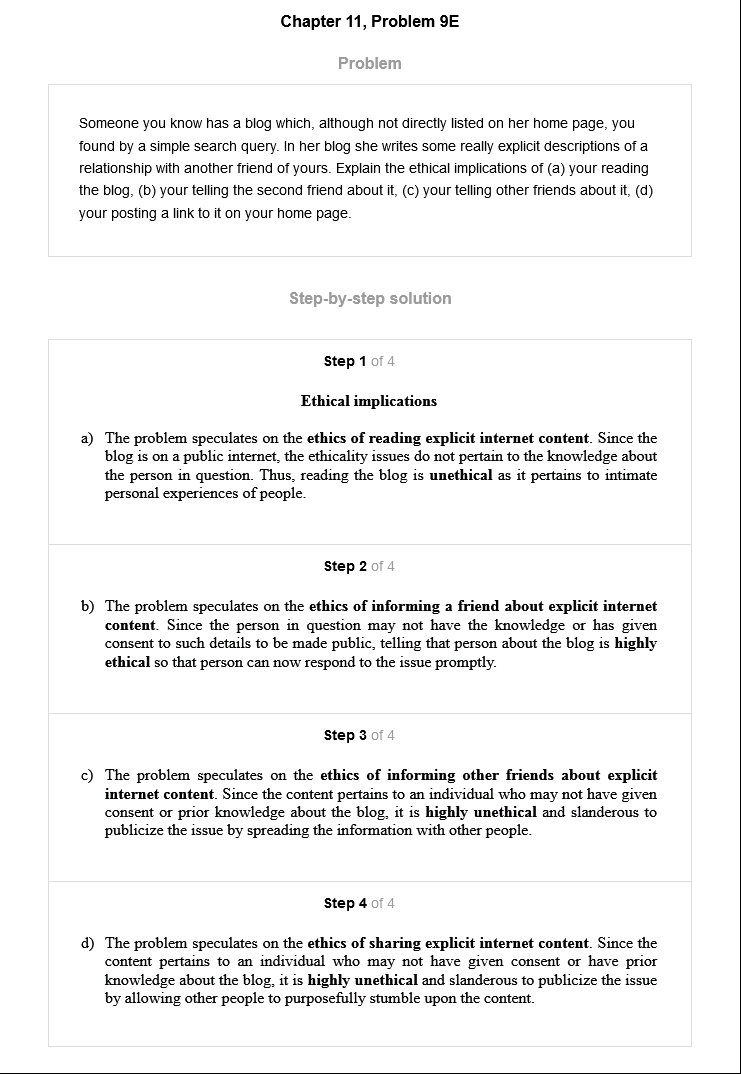 Chapter 11, Problem 9E
Problem
Someone you know has a blog which, although not directly listed on her home page, you
found by a simple search query. In her blog she writes some really explicit descriptions of a
relationship with another friend of yours. Explain the ethical implications of (a) your reading
the blog, (b) your telling the second friend about it, (c) your telling other friends about it, (d)
your posting a link to it on your home page.
Step-by-step solution
Step 1 of 4
Ethical implications
a) The problem speculates on the ethics of reading explicit internet content. Since the
blog is on a public internet, the ethicality issues do not pertain to the knowledge about
the person in question. Thus, reading the blog is unethical as it pertains to intimate
personal experiences of people.
Step 2 of 4
b) The problem speculates on the ethics of informing a friend about explicit internet
content. Since the person in question may not have the knowledge or has given
consent to such details to be made public, telling that person about the blog is highly
ethical so that person can now respond to the issue promptly.
Step 3 of 4
c) The problem speculates on the ethics of informing other friends about explicit
internet content. Since the content pertains to an individual who may not have given
consent or prior knowledge about the blog, it is highly unethical and slanderous to
publicize the issue by spreading the information with other people.
Step 4 of 4
d) The problem speculates on the ethics of sharing explicit internet content. Since the
content pertains to an individual who may not have given consent or have prior
knowledge about the blog, it is highly unethical and slanderous to publicize the issue
by allowing other people to purposefully stumble upon the content.